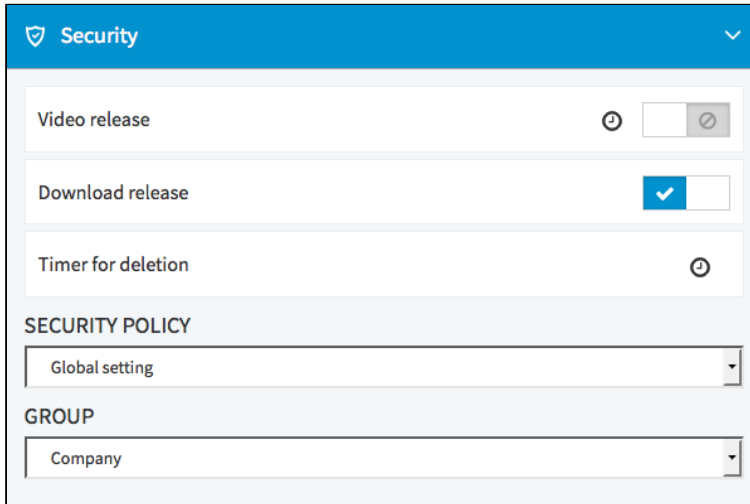 Security
Video release
Download release
Timer for deletion
SECURITY POLICY
Global setting
GROUP
Company